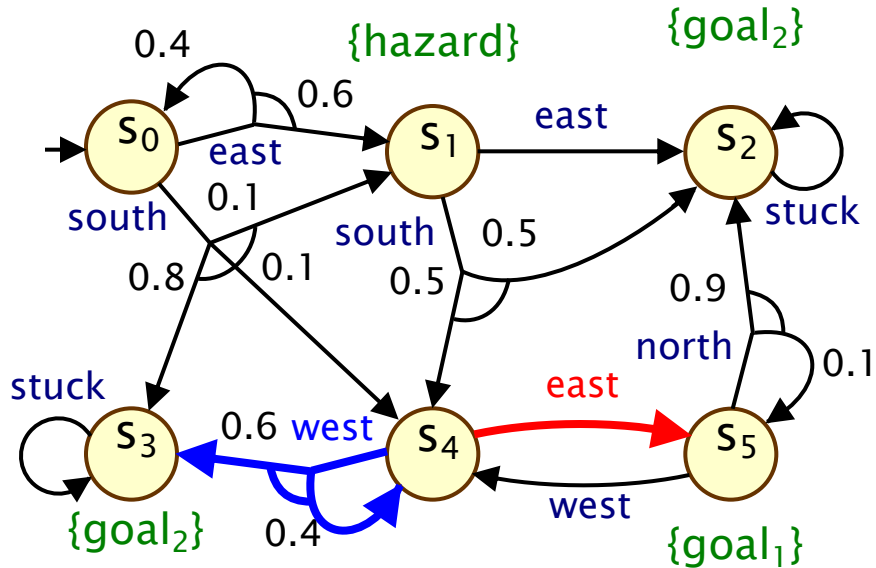 0.4
{hazard}
{goal₂}
0.6
s₀
east
s₁
east
s₂
south
0.1
south
0.5
stuck
0.8
0.1
0.5
0.9
north
0.1
stuck
east
s₃
0.6
west
s₄
s₅
0.4
west
{goal₂}
{goal₁}